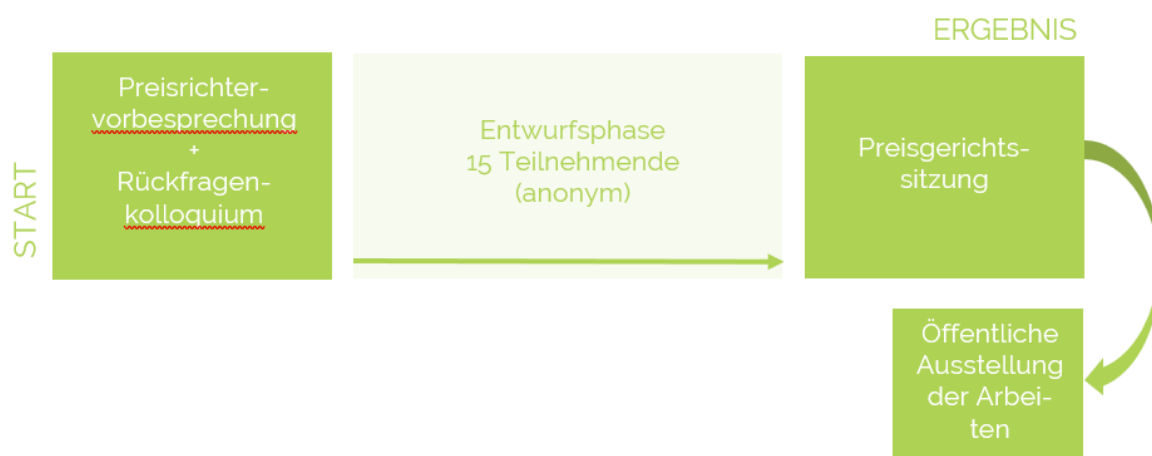 START
Preisrichter-
vorbesprechung
+
Rückfragen-
kolloquium
Entwurfsphase
15 Teilnehmende
(anonym)
ERGEBNIS
Preisgerichts-
sitzung
Öffentliche
Ausstellung
der Arbei-
ten